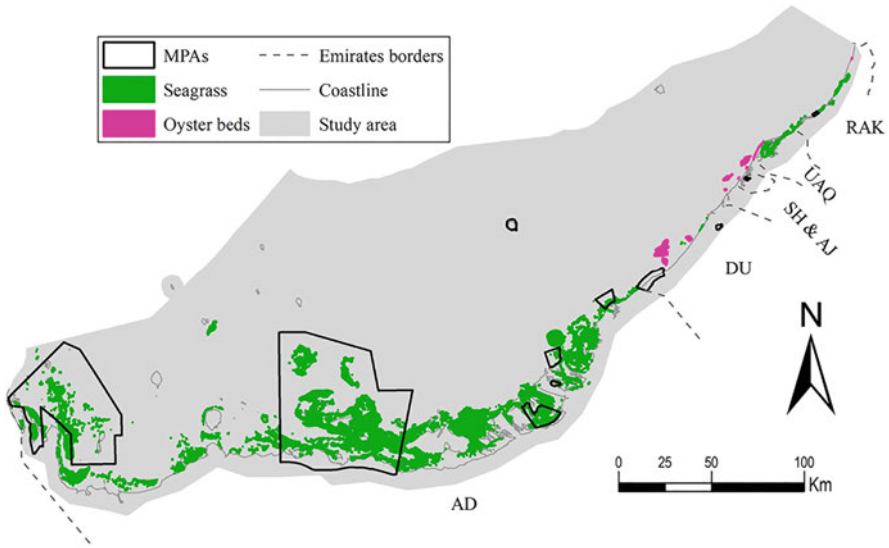 MPAs
Emirates borders
Seagrass
Coastline
Oyster beds
Study area
RAK
ŪAQ
SH & AJ
DU
N
AD
0 25 50 100
Km